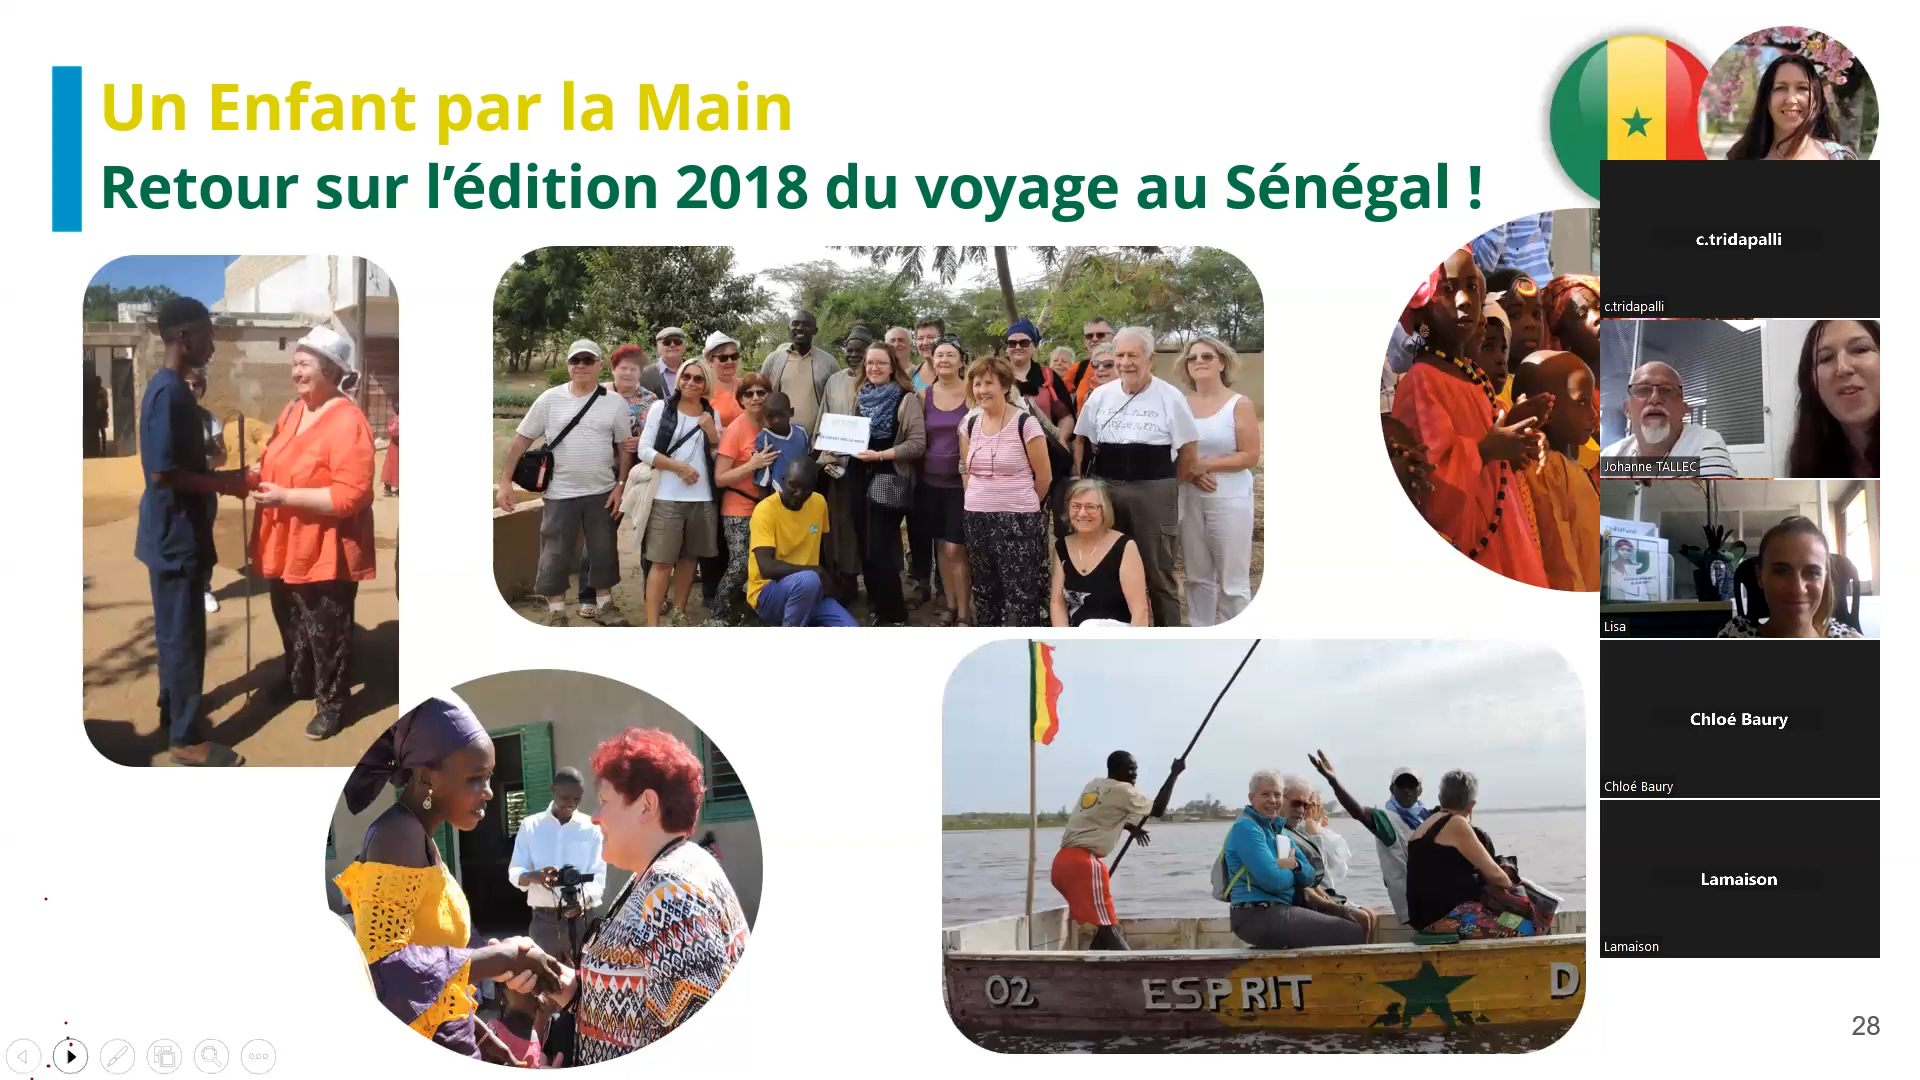 Un Enfant par la Main
Retour sur l’édition 2018 du voyage au Sénégal !
c.tridapalli
c.tridapalli
Johanne TALLEC
Lisa
Chloé Baury
Chloé Baury
Lamaison
Lamaison
02 ESPRIT D
28